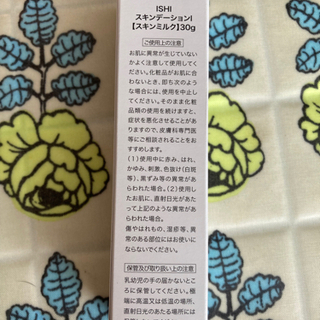 ISHI
スキンデーションI
【スキンミルク】30g
ご使用上の注意
お肌に異常が生じていない
かよく注意して使用してくだ
さい。化粧品がお肌に合
わないとき、即ち次のよう
な場合には、使用を中止し
てください。そのまま化粧
品類の使用を続けますと、
症状を悪化させることがあ
りますので、皮膚科専門医
等にご相談されることをお
すすめします。
(1)使用中に赤み、はれ、
かゆみ、刺激、色抜け(白斑
等)、黒ずみ等の異常が
あらわれた場合。(2)使用し
たお肌に、直射日光があた
って上記のような異常が
あらわれた場合。
傷やはれもの、湿疹等、異
常のある部位にはお使いに
ならないでください。
保管及び取り扱い上の注意
乳幼児の手の届かないとこ
ろに保管してください。極
端に高温又は低温の場所、
直射日光のあたる場所には